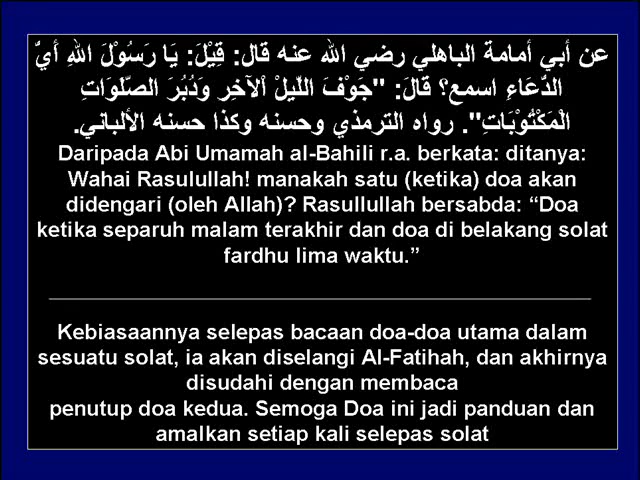 عن أبي أمامة الباهلي رضي الله عنه قال: قِيْلَ: يَا رَسُوْلَ اللهِ أَيُّ
الدَّعَاءِ اسمع؟ قَالَ: "جَوْفَ اللَّيلْ الآخِرِ وَدُبُرَ الصَّلَوَاتِ
الْمَكْتُوْبَاتِ". رواه الترمذي وحسنه وكذا حسنه الألباني.
Daripada Abi Umamah al-Bahili r.a. berkata: ditanya:
Wahai Rasulullah! manakah satu (ketika) doa akan
didengari (oleh Allah)? Rasullullah bersabda: “Doa
ketika separuh malam terakhir dan doa di belakang solat
fardhu lima waktu.”
Kebiasaannya selepas bacaan doa-doa utama dalam
sesuatu solat, ia akan diselangi Al-Fatihah, dan akhirnya
disudahi dengan membaca
penutup doa kedua. Semoga Doa ini jadi panduan dan
amalkan setiap kali selepas solat